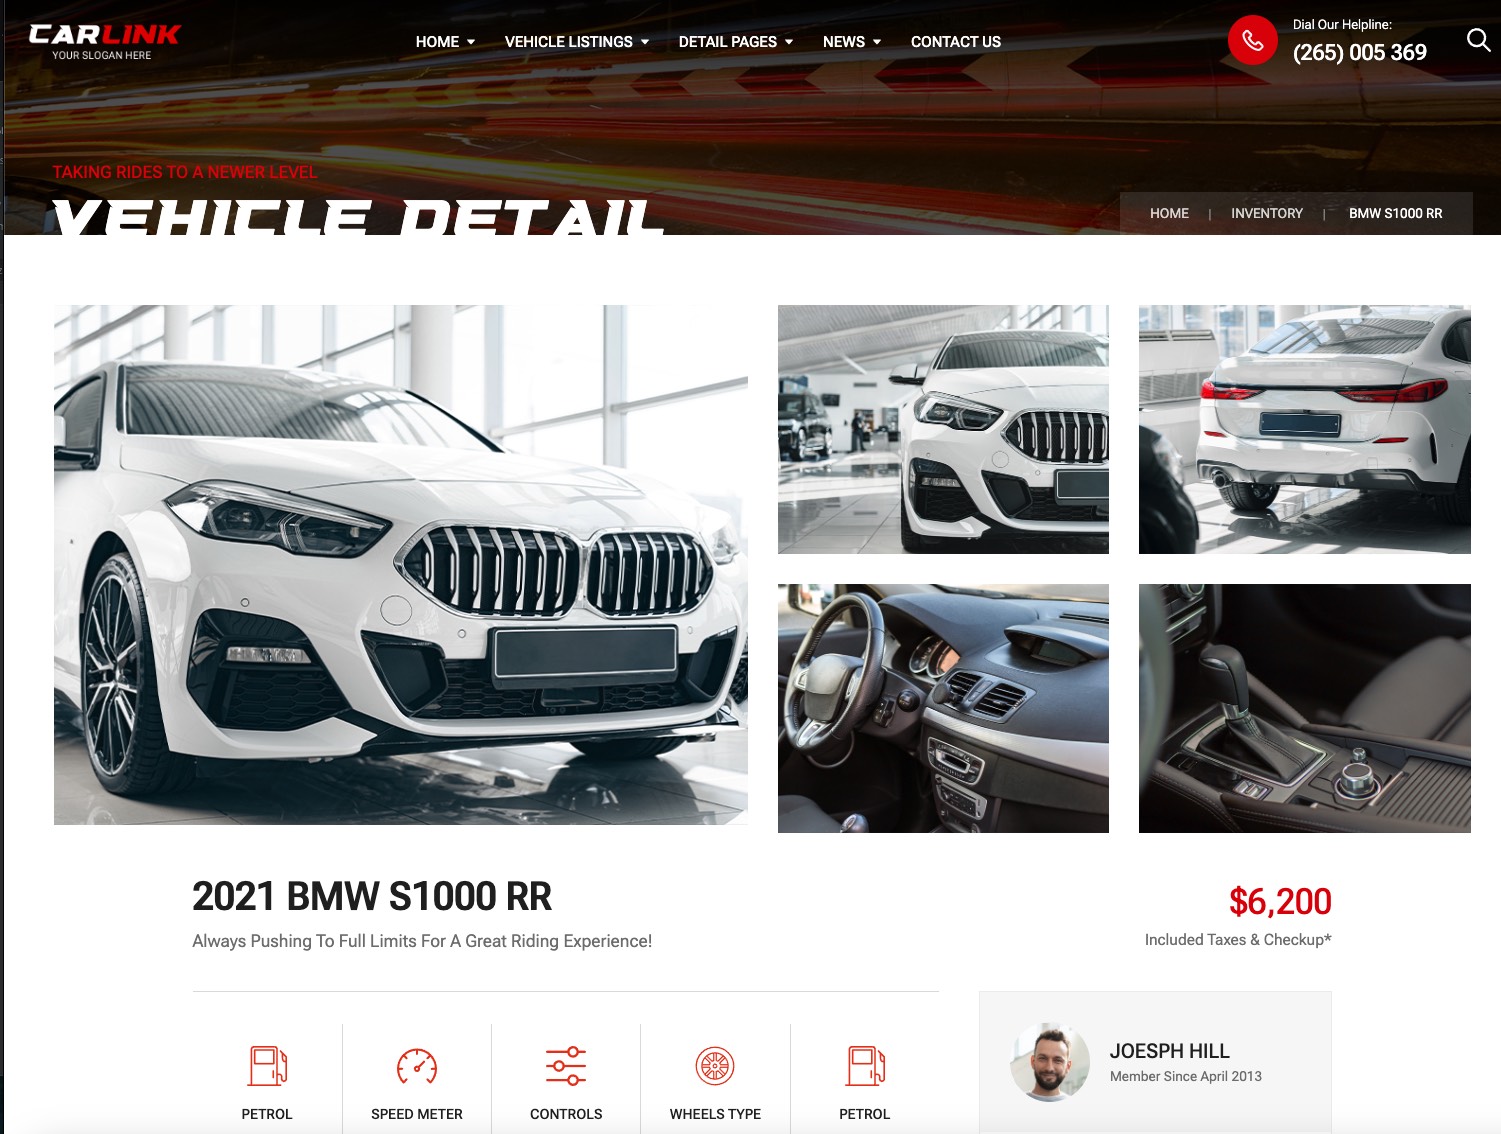 CARLINK
YOUR SLOGAN HERE
HOME
VEHICLE LISTINGS
DETAIL PAGES
NEWS
CONTACT US
Dial Our Helpline:
(265) 005 369
TAKING RIDES TO A NEWER LEVEL
VEHICLE DETAIL
HOME | INVENTORY | BMW S1000 RR
2021 BMW S1000 RR
Always Pushing To Full Limits For A Great Riding Experience!
$6,200
Included Taxes & Checkup*
PETROL
SPEED METER
CONTROLS
WHEELS TYPE
PETROL
JOESPH HILL
Member Since April 2013